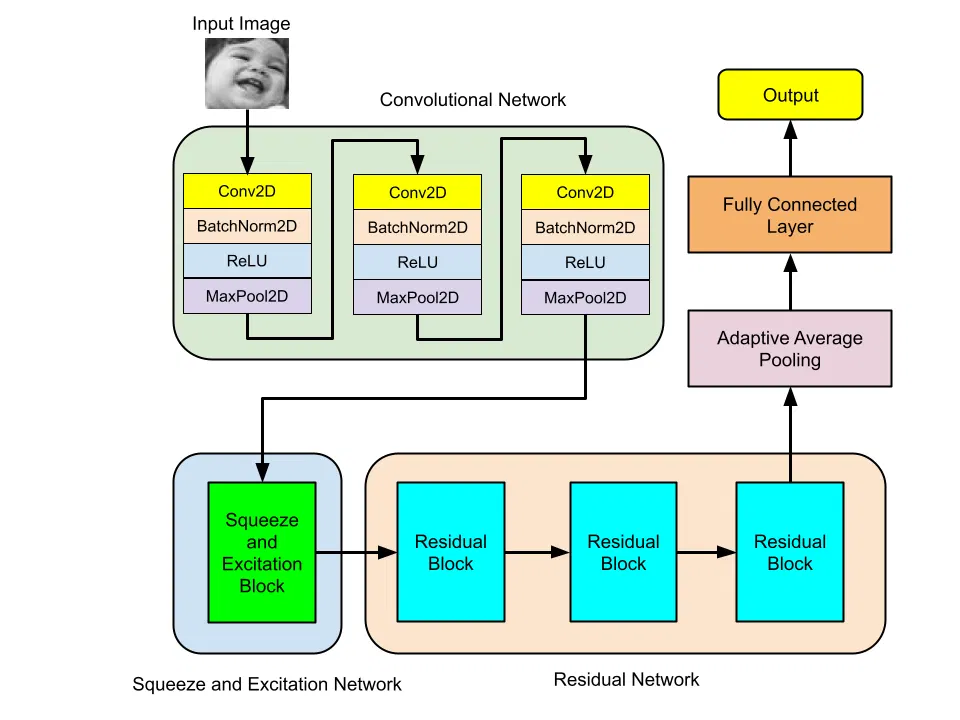 Input Image
Convolutional Network
Conv2D
BatchNorm2D
ReLU
MaxPool2D
Conv2D
BatchNorm2D
ReLU
MaxPool2D
Conv2D
BatchNorm2D
ReLU
MaxPool2D
Output
Fully Connected
Layer
Adaptive Average
Pooling
Squeeze
and
Excitation
Block
Residual
Block
Residual
Block
Residual
Block
Squeeze and Excitation Network
Residual Network